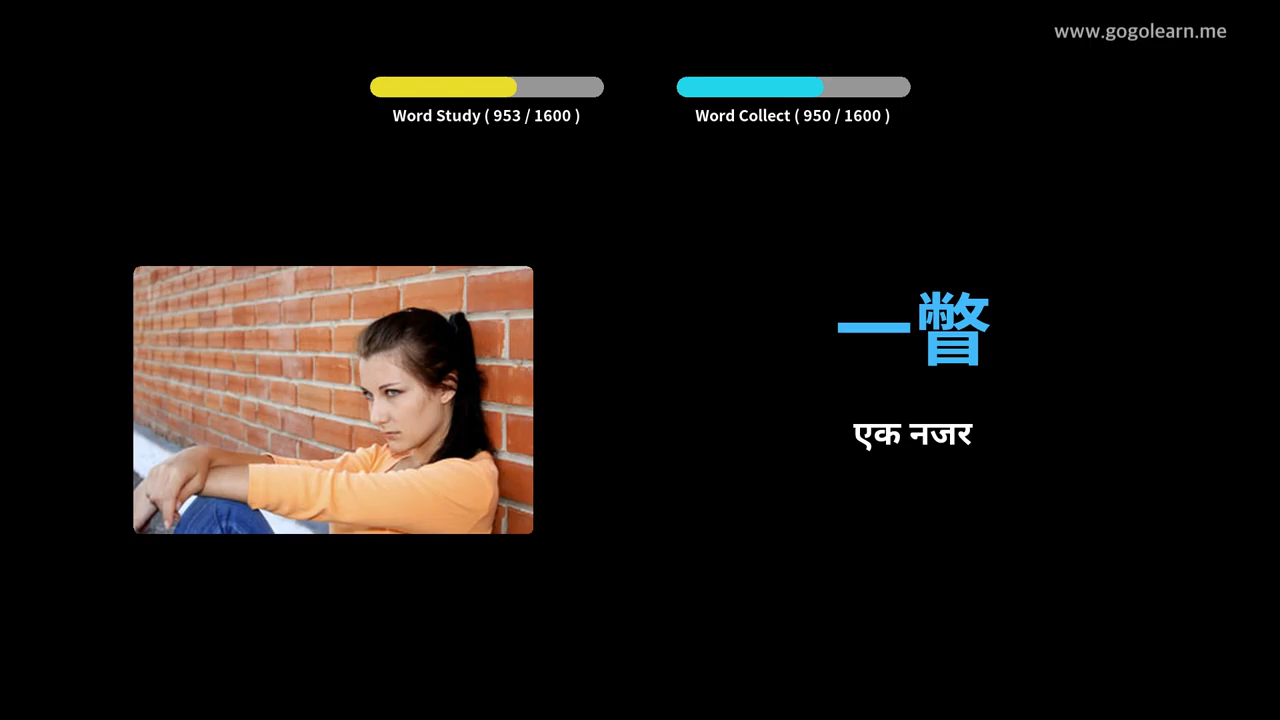 www.gogolearn.me
Word Study ( 953 / 1600 )
Word Collect ( 950 / 1600 )
一瞥
एक नजर